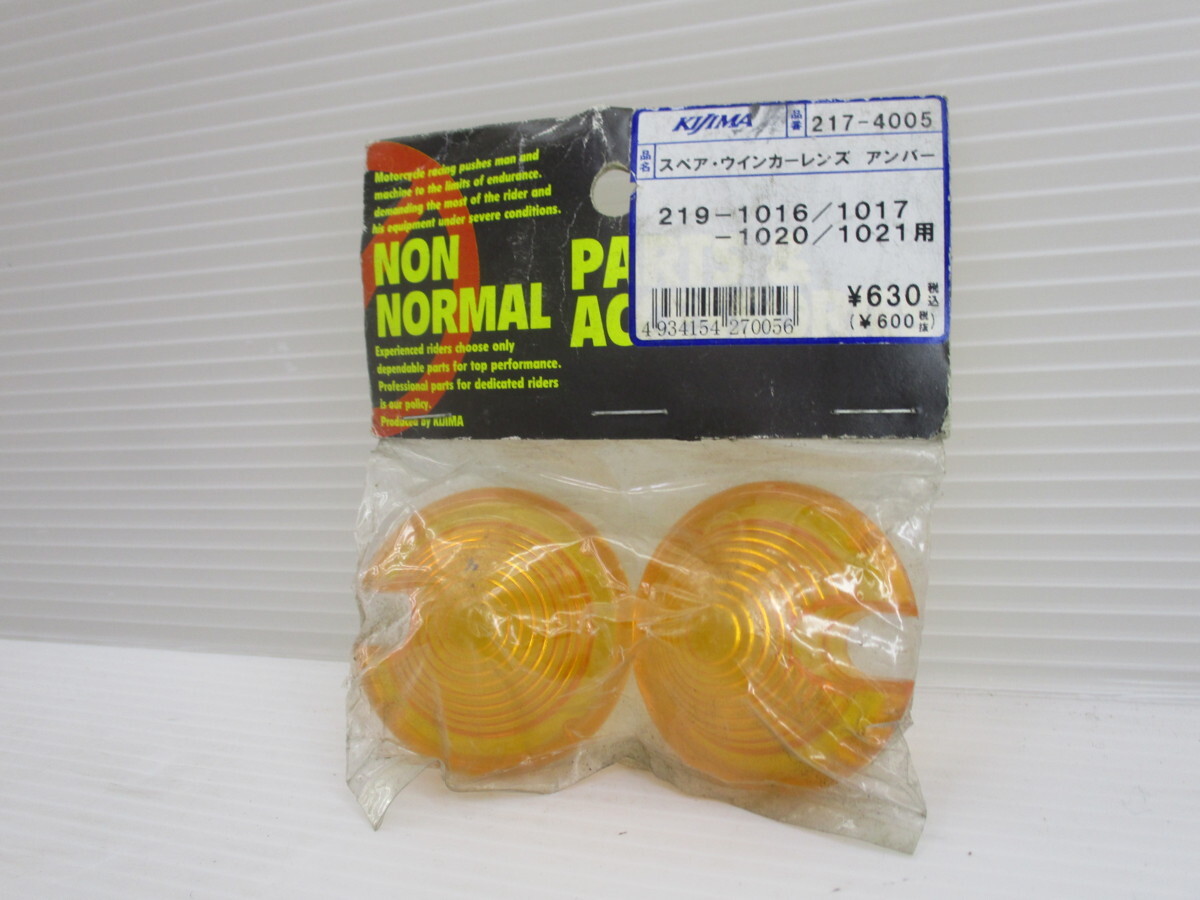 Motorcycle racing pushes man and
machine to the limits of endurance.
demanding the most of the rider and
his equipment under severe conditions.
NON
NORMAL
Experienced riders choose only
dependable parts for top performance.
Professional parts for dedicated riders
is our policy.
Produced by KIJIMA
PARTS &
AC
KIJIMA 品番 217-4005
品名 スペア・ウインカーレンズ アンバー
219-1016/1017
-1020/1021用
¥630 税込
(¥600 税抜)
4 934154 270056